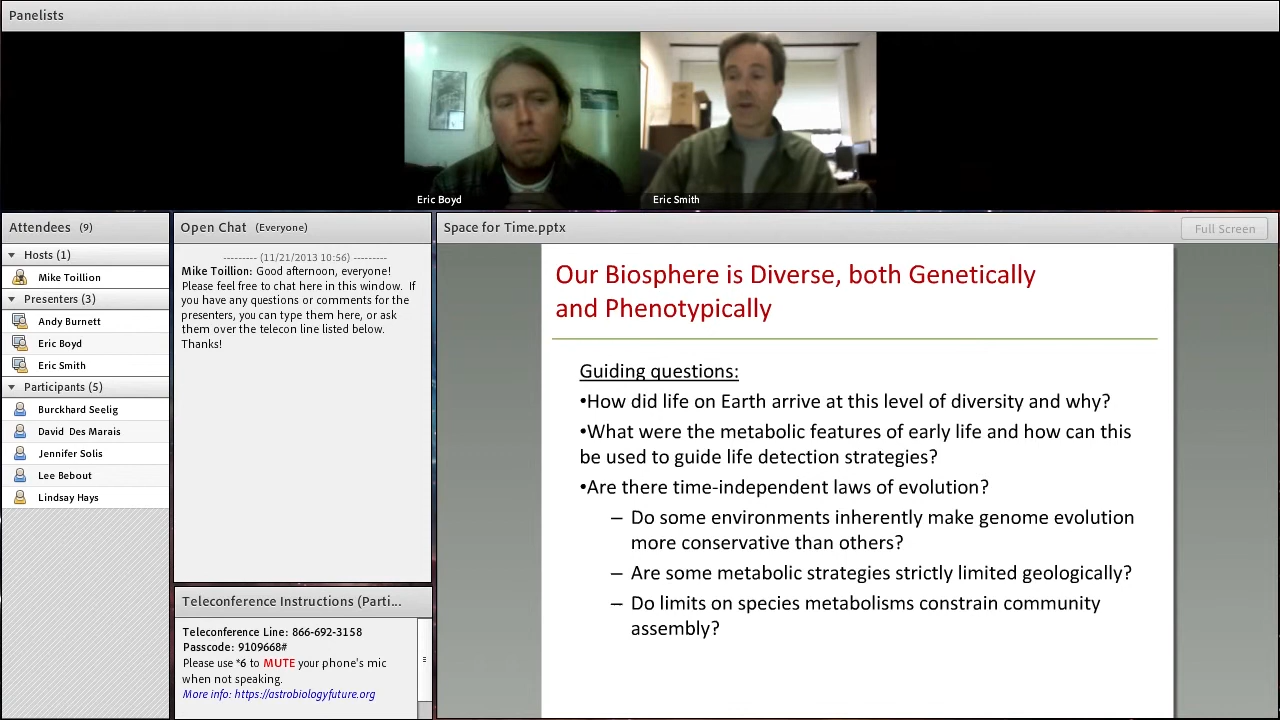 Panelists
Eric Boyd
Eric Smith
Attendees (9)
Hosts (1)
Mike Toillion
Presenters (3)
Andy Burnett
Eric Boyd
Eric Smith
Participants (5)
Burckhard Seelig
David Des Marais
Jennifer Solis
Lee Bebout
Lindsay Hays
Open Chat (Everyone)
--------- (11/21/2013 10:56) ---------
Mike Toillion: Good afternoon, everyone!
Please feel free to chat here in this window. If
you have any questions or comments for the
presenters, you can type them here, or ask
them over the telecon line listed below.
Thanks!
Teleconference Instructions (Parti...
Teleconference Line: 866-692-3158
Passcode: 9109668#
Please use *6 to MUTE your phone's mic
when not speaking.
More info: https://astrobiologyfuture.org
Space for Time.pptx
Full Screen
Our Biosphere is Diverse, both Genetically
and Phenotypically
Guiding questions:
•How did life on Earth arrive at this level of diversity and why?
•What were the metabolic features of early life and how can this
be used to guide life detection strategies?
•Are there time-independent laws of evolution?
– Do some environments inherently make genome evolution
more conservative than others?
– Are some metabolic strategies strictly limited geologically?
– Do limits on species metabolisms constrain community
assembly?